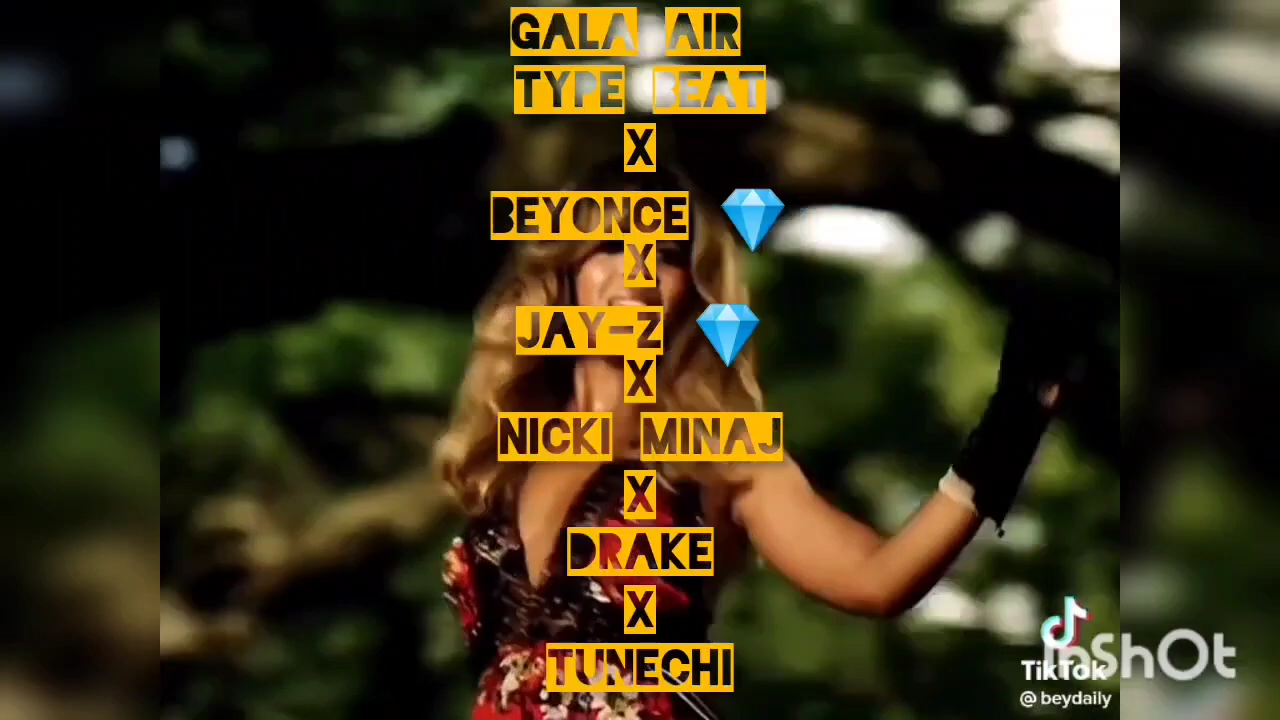 GALA AIR
TYPE BEAT
X
BEYONCE 💎
X
JAY-Z 💎
X
NICKI MINAJ
X
DRAKE
X
TUNECHI
InShOt
TikTok
@beydaily